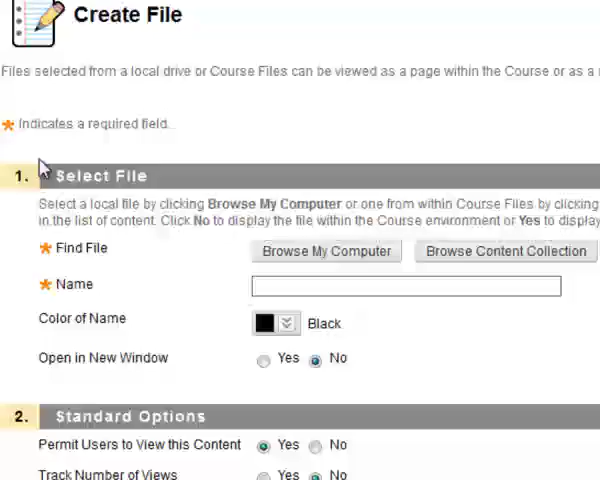 Create File
Files selected from a local drive or Course Files can be viewed as a page within the Course or as a
* Indicates a required field.
1. Select File
Select a local file by clicking Browse My Computer or one from within Course Files by clicking
in the list of content. Click No to display the file within the Course environment or Yes to display
* Find File Browse My Computer Browse Content Collection
* Name
Color of Name Black
Open in New Window Yes No
2. Standard Options
Permit Users to View this Content Yes No
Track Number of Views Yes No